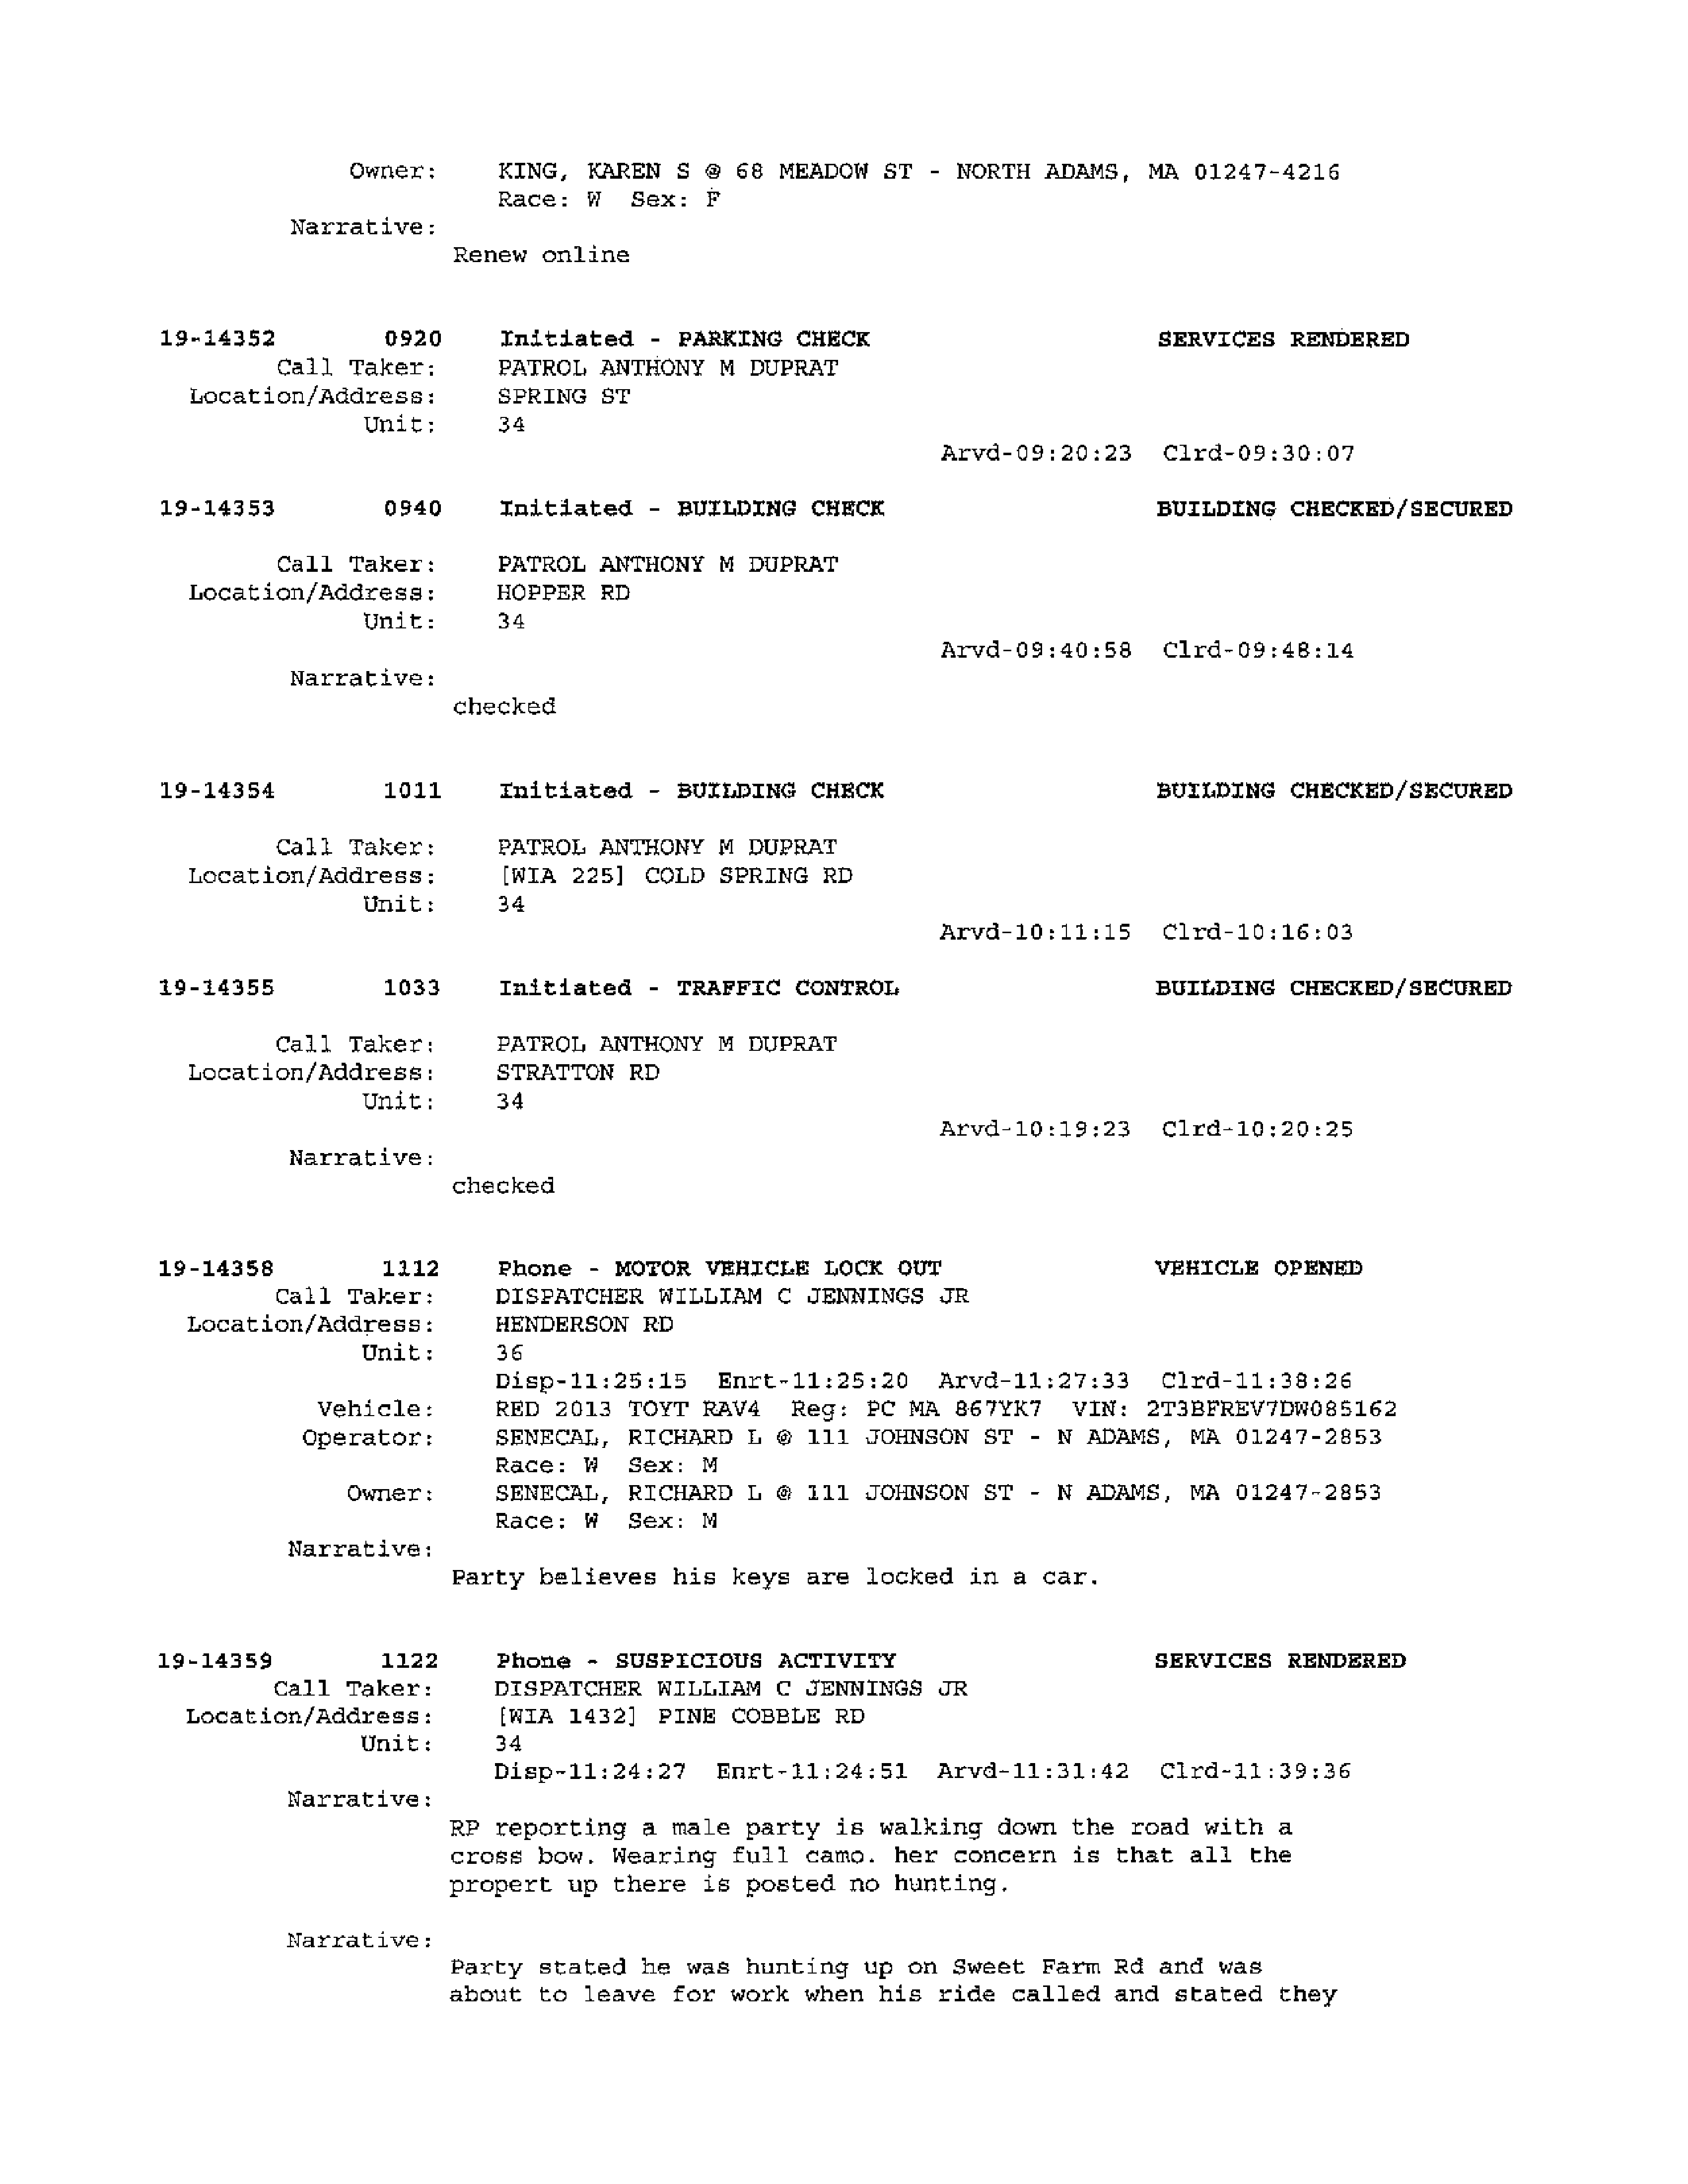 Owner: KING, KAREN S @ 68 MEADOW ST - NORTH ADAMS, MA 01247-4216
Race: W Sex: F
Narrative:
Renew online
19-14352 0920 Initiated - PARKING CHECK SERVICES RENDERED
Call Taker: PATROL ANTHONY M DUPRAT
Location/Address: SPRING ST
Unit: 34
Arvd-09:20:23 Clrd-09:30:07
19-14353 0940 Initiated - BUILDING CHECK BUILDING CHECKED/SECURED
Call Taker: PATROL ANTHONY M DUPRAT
Location/Address: HOPPER RD
Unit: 34
Arvd-09:40:58 Clrd-09:48:14
Narrative:
checked
19-14354 1011 Initiated - BUILDING CHECK BUILDING CHECKED/SECURED
Call Taker: PATROL ANTHONY M DUPRAT
Location/Address: [WIA 225] COLD SPRING RD
Unit: 34
Arvd-10:11:15 Clrd-10:16:03
19-14355 1033 Initiated - TRAFFIC CONTROL BUILDING CHECKED/SECURED
Call Taker: PATROL ANTHONY M DUPRAT
Location/Address: STRATTON RD
Unit: 34
Arvd-10:19:23 Clrd-10:20:25
Narrative:
checked
19-14358 1112 Phone - MOTOR VEHICLE LOCK OUT VEHICLE OPENED
Call Taker: DISPATCHER WILLIAM C JENNINGS JR
Location/Address: HENDERSON RD
Unit: 36
Disp-11:25:15 Enrt-11:25:20 Arvd-11:27:33 Clrd-11:38:26
Vehicle: RED 2013 TOYT RAV4 Reg: PC MA 867YK7 VIN: 2T3BFREV7DW085162
Operator: SENECAL, RICHARD L @ 111 JOHNSON ST - N ADAMS, MA 01247-2853
Race: W Sex: M
Owner: SENECAL, RICHARD L @ 111 JOHNSON ST - N ADAMS, MA 01247-2853
Race: W Sex: M
Narrative:
Party believes his keys are locked in a car.
19-14359 1122 Phone - SUSPICIOUS ACTIVITY SERVICES RENDERED
Call Taker: DISPATCHER WILLIAM C JENNINGS JR
Location/Address: [WIA 1432] PINE COBBLE RD
Unit: 34
Disp-11:24:27 Enrt-11:24:51 Arvd-11:31:42 Clrd-11:39:36
Narrative:
RP reporting a male party is walking down the road with a
cross bow. Wearing full camo. her concern is that all the
propert up there is posted no hunting.
Narrative:
Party stated he was hunting up on Sweet Farm Rd and was
about to leave for work when his ride called and stated they